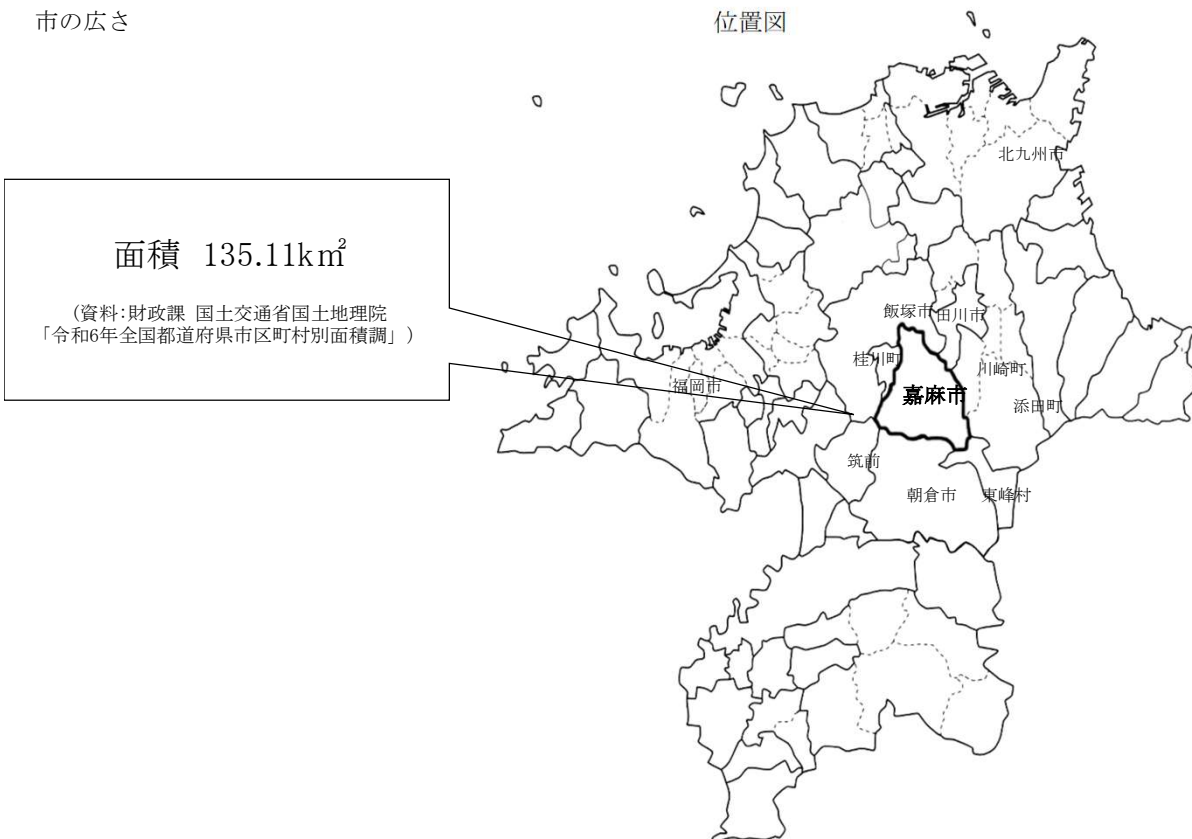 市の広さ
位置図
面積 135.11k㎡
(資料：財政課 国土交通省国土地理院
「令和6年全国都道府県市区町村別面積調」)
北九州市
飯塚市
田川市
桂川町
川崎町
福岡市
嘉麻市
添田町
筑前
朝倉市
東峰村